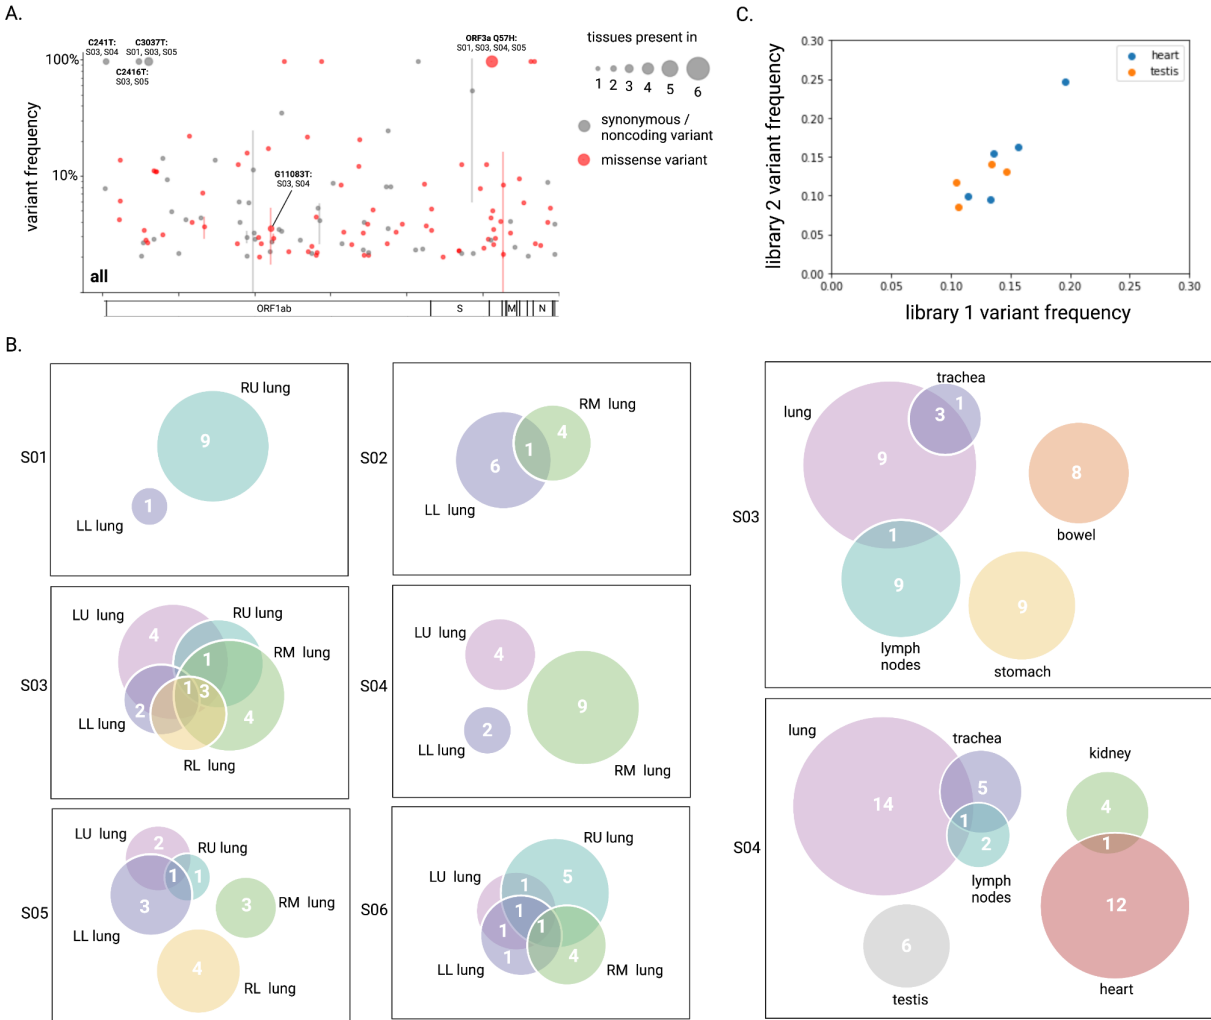 A.
C241T:
S03, S04
C3037T:
S01, S03, S05
C2416T:
S03, S05
ORF3a Q57H:
S01, S03, S04, S05
G11083T:
S03, S04
100%
10%
variant frequency
all
ORF1ab
S
M
N
tissues present in
1 2 3 4 5 6
synonymous /
noncoding variant
missense variant
C.
0.30
0.25
0.20
0.15
0.10
0.05
0.00
0.00 0.05 0.10 0.15 0.20 0.25 0.30
library 2 variant frequency
library 1 variant frequency
heart
testis
B.
S01
RU lung
9
1
LL lung
S02
RM lung
4
1
6
LL lung
S03
LU lung
RU lung
4
1
RM lung
1
3
2
4
LL lung
RL lung
S04
LU lung
4
9
2
LL lung
RM lung
S05
LU lung
2
RU lung
1
1
3
3
RM lung
LL lung
4
RL lung
S06
RU lung
LU lung
1
5
1
1
1
1
4
LL lung
RM lung
S03
trachea
lung
1
3
9
8
bowel
1
9
9
lymph
nodes
stomach
S04
lung
trachea
kidney
5
14
4
1
2
1
lymph
nodes
12
6
testis
heart